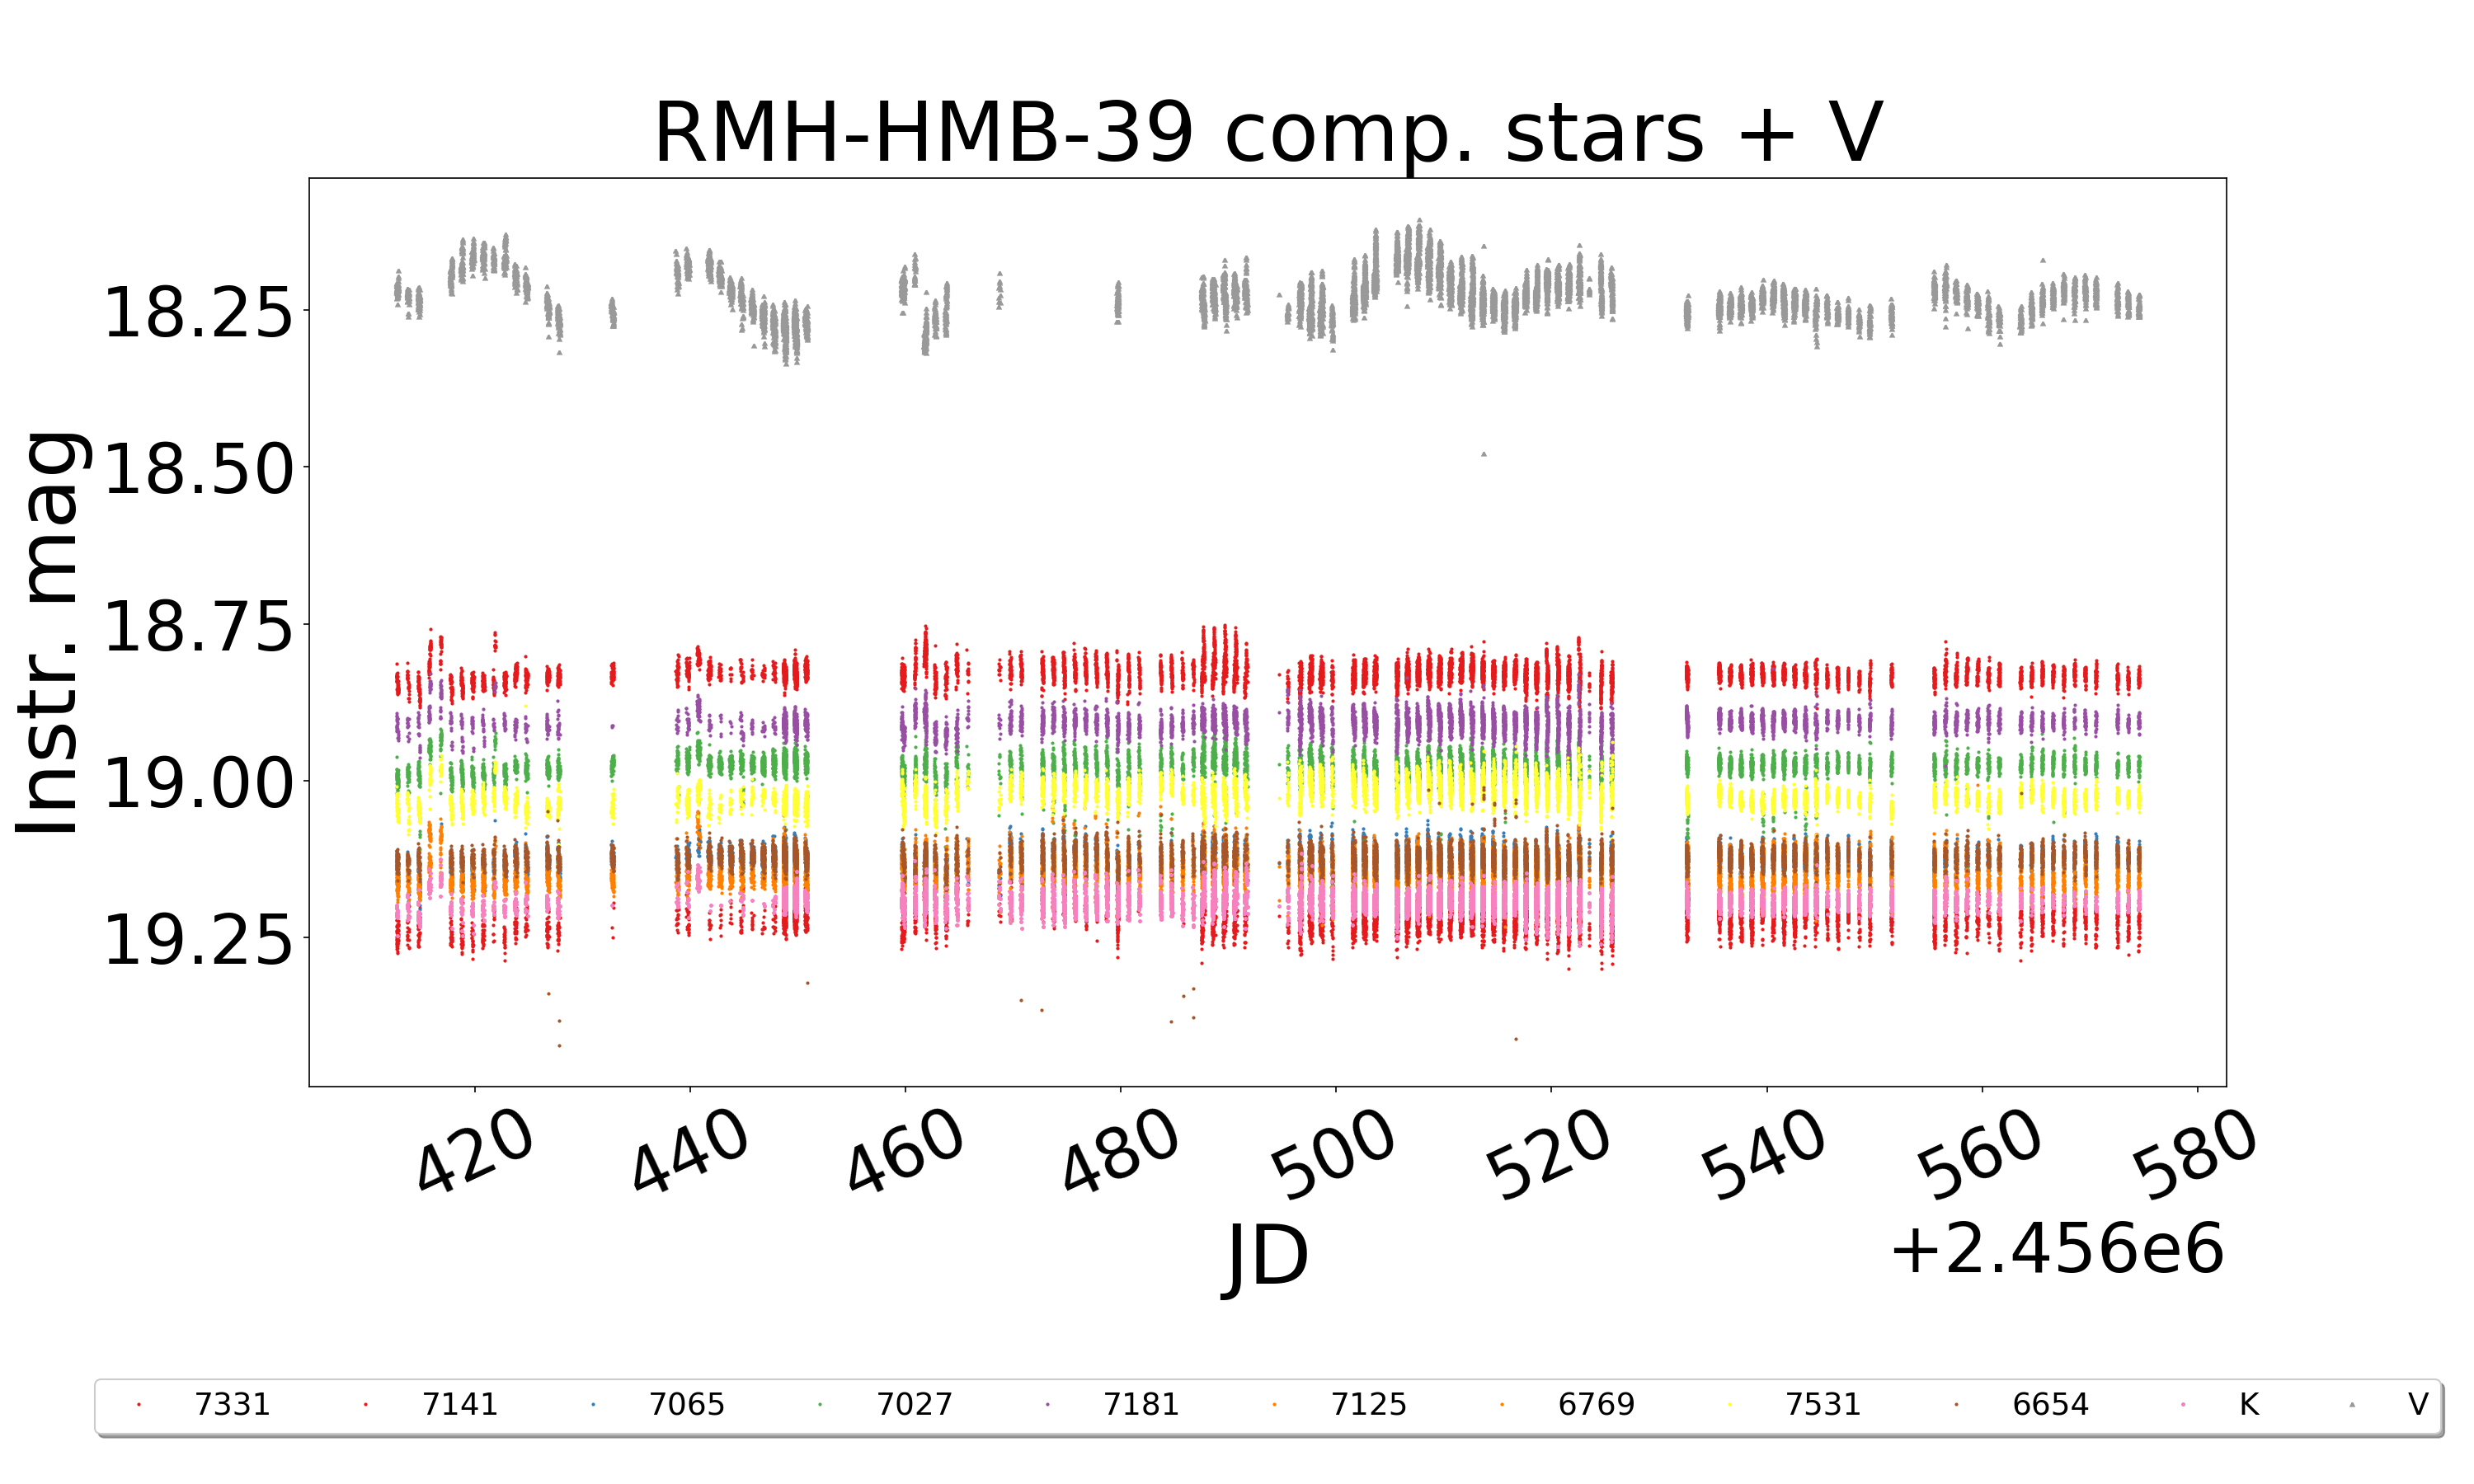 RMH-HMB-39 comp. stars + V
Instr. mag
18.25
18.50
18.75
19.00
19.25
420 440 460 480 500 520 540 560 580
JD
+2.456e6
7331 7141 7065 7027 7181 7125 6769 7531 6654 K V